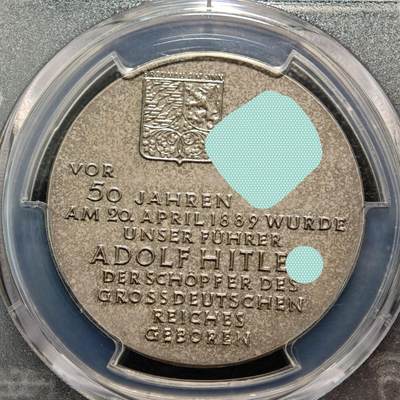 VOR
50 JAHREN
AM 20. APRIL 1889 WURDE
UNSER FÜHRER
ADOLF HITLE
DER SCHÖPFER DES
GROSSDEUTSCHEN
REICHES
GEBOREN